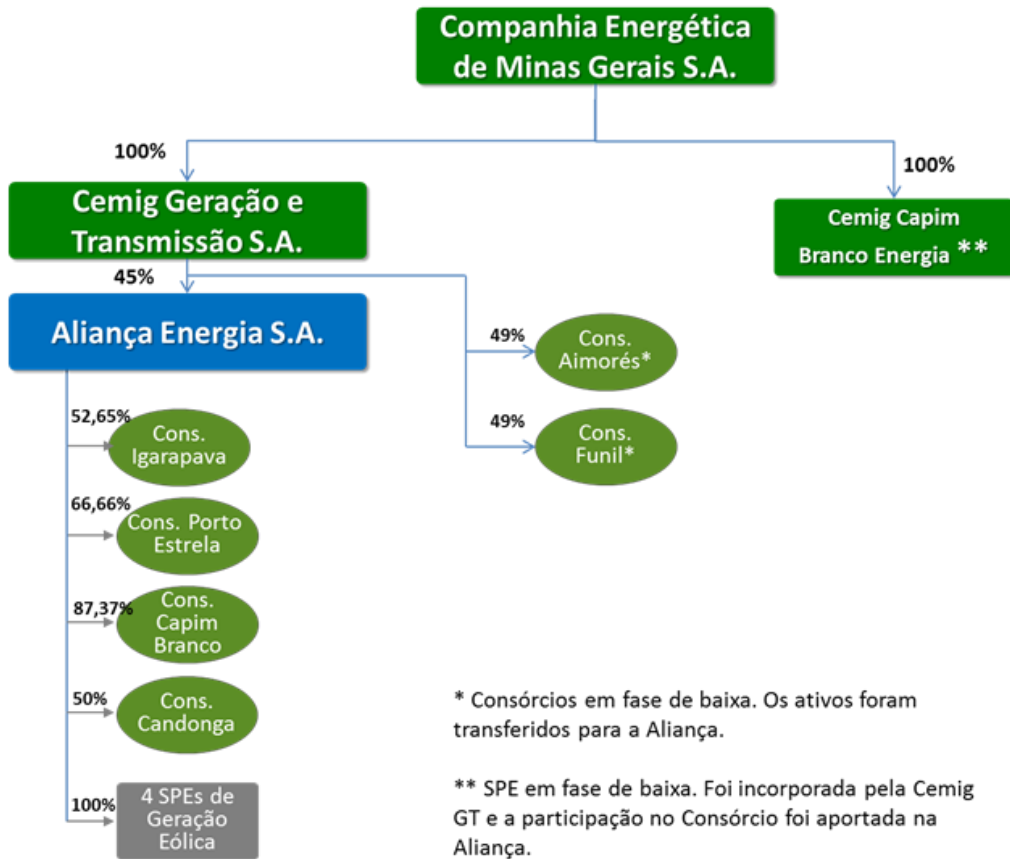 Companhia Energética
de Minas Gerais S.A.
100%
100%
Cemig Geração e
Transmissão S.A.
Cemig Capim
Branco Energia **
45%
Aliança Energia S.A.
49%
Cons.
Aimorés*
49%
Cons.
Funil*
52,65%
Cons.
Igarapava
66,66%
Cons. Porto
Estrela
87,37%
Cons.
Capim
Branco
50%
Cons.
Candonga
100%
4 SPEs de
Geração
Eólica
* Consórcios em fase de baixa. Os ativos foram
transferidos para a Aliança.
** SPE em fase de baixa. Foi incorporada pela Cemig
GT e a participação no Consórcio foi aportada na
Aliança.